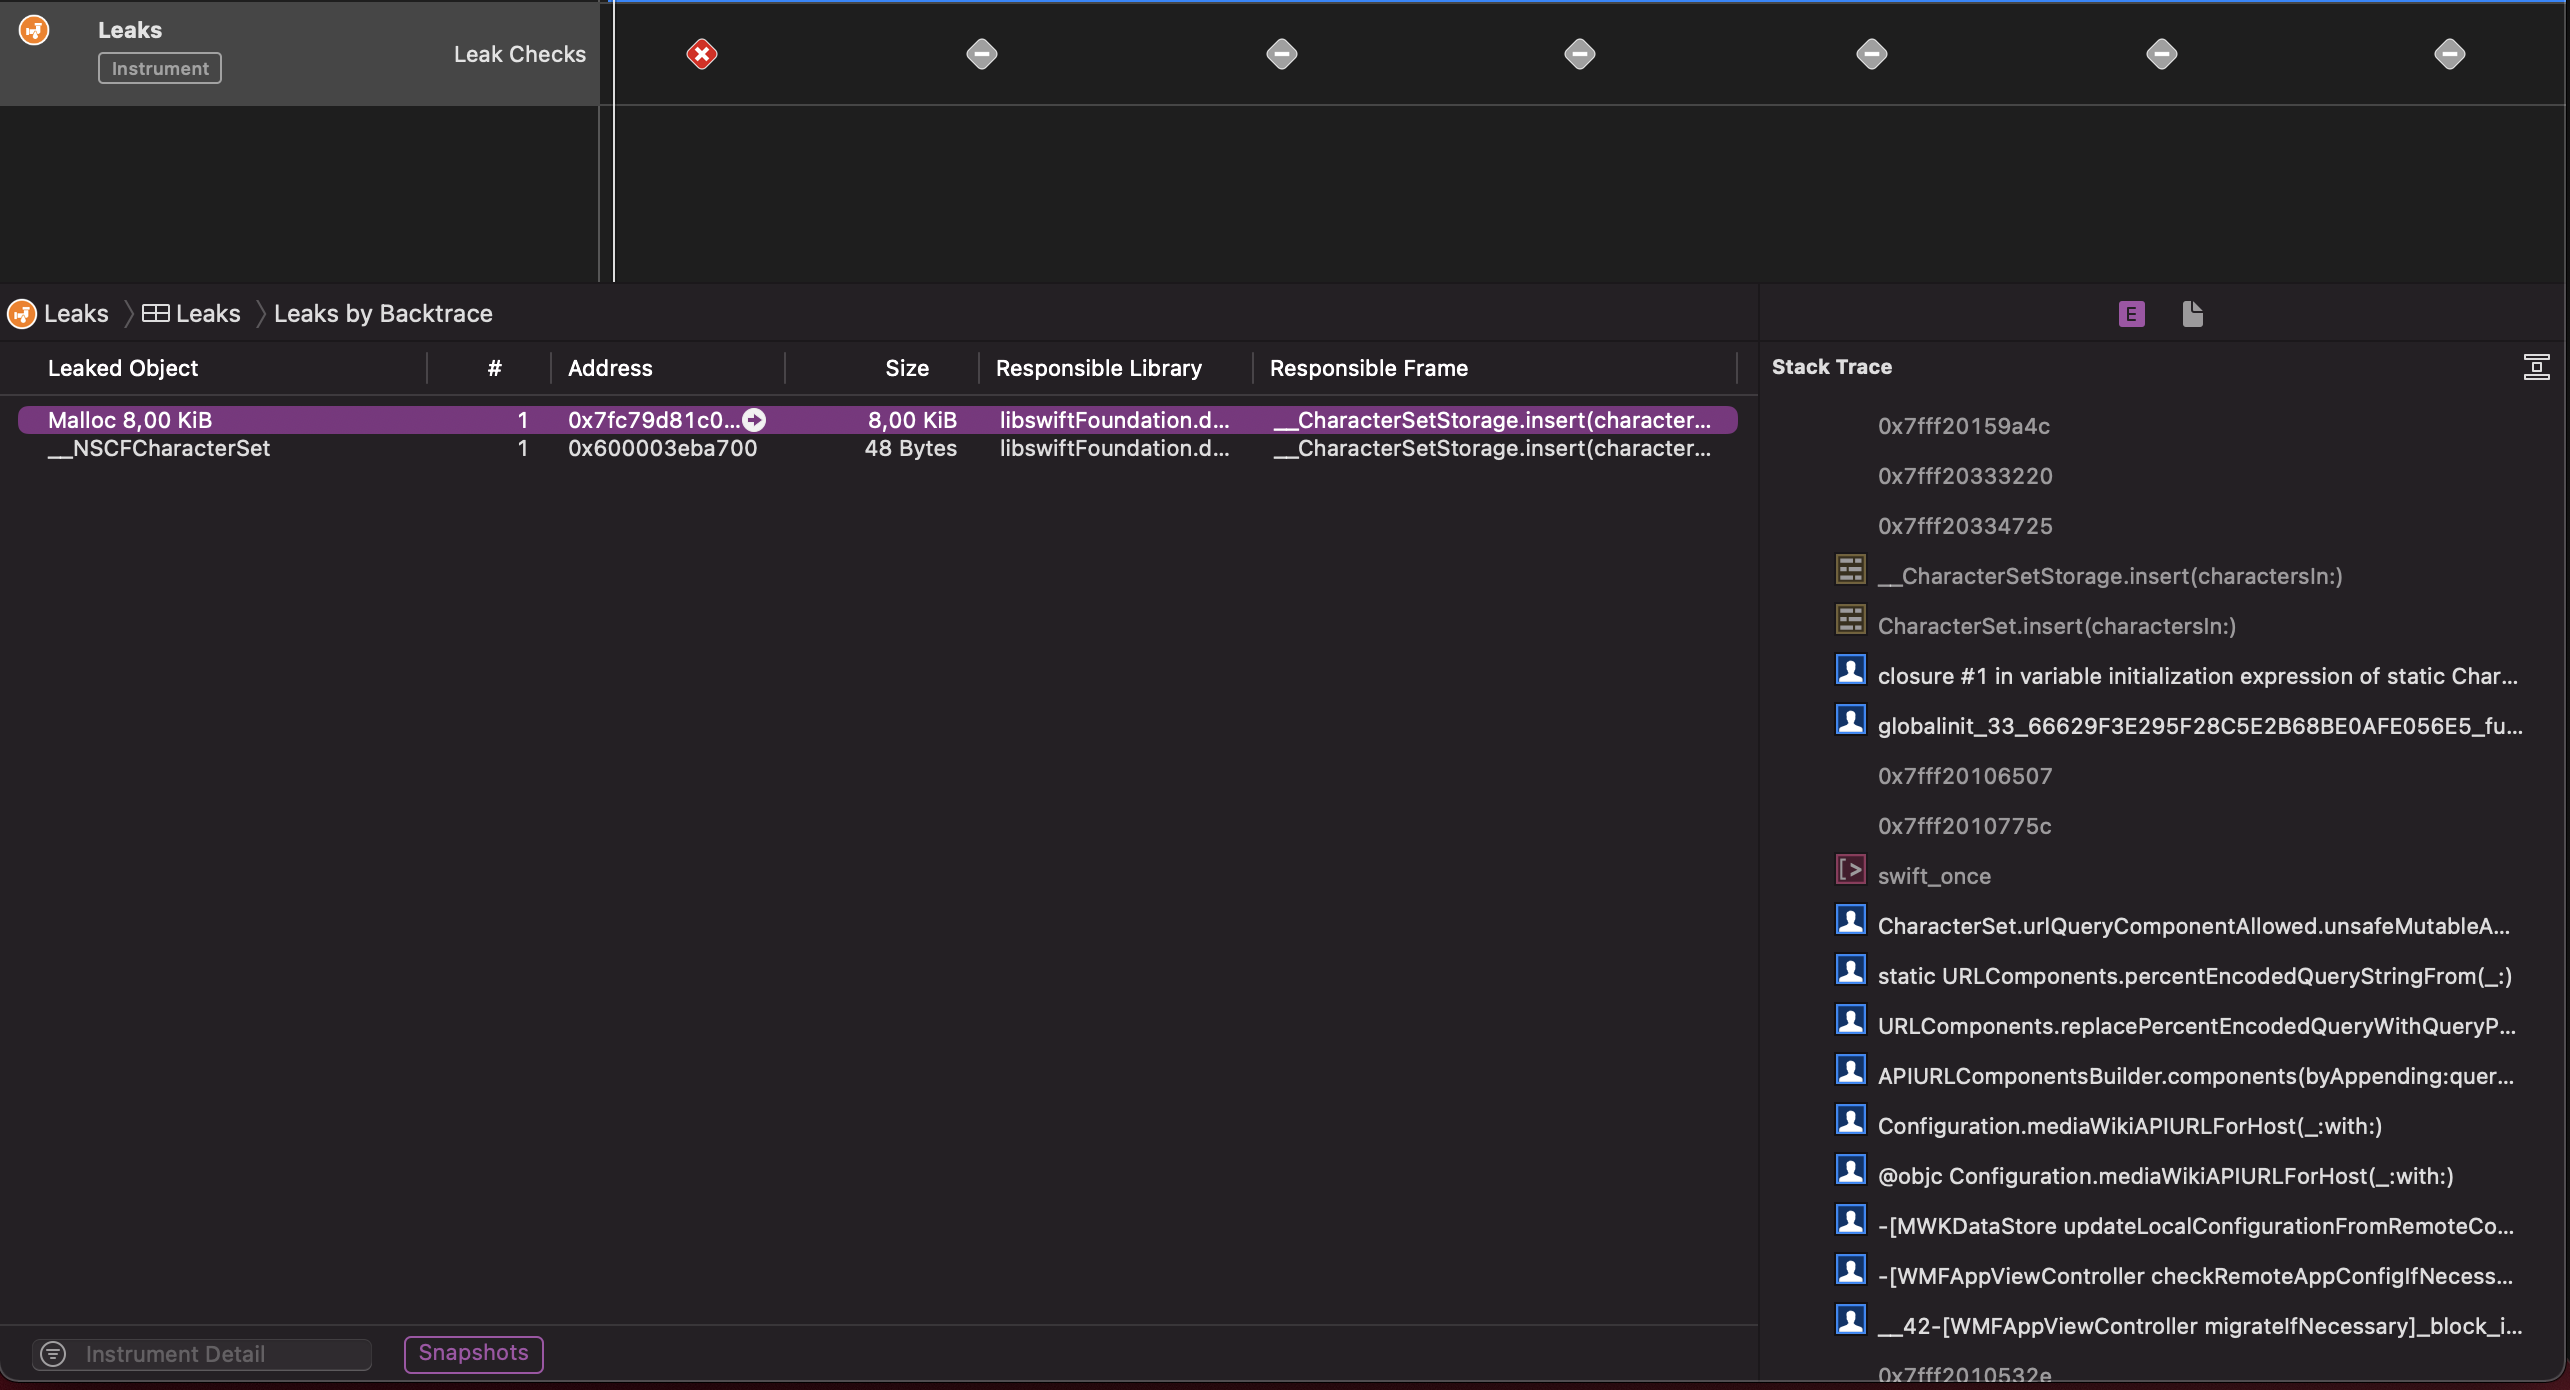 Leaks
Instrument
Leak Checks
Leaks Leaks Leaks by Backtrace
E
Leaked Object # Address Size Responsible Library Responsible Frame
Malloc 8,00 KiB 1 0x7fc79d81c0... 8,00 KiB libswiftFoundation.d... __CharacterSetStorage.insert(character...
__NSCFCharacterSet 1 0x600003eba700 48 Bytes libswiftFoundation.d... __CharacterSetStorage.insert(character...
Stack Trace
0x7fff20159a4c
0x7fff20333220
0x7fff20334725
__CharacterSetStorage.insert(charactersIn:)
CharacterSet.insert(charactersIn:)
closure #1 in variable initialization expression of static Char...
globalinit_33_66629F3E295F28C5E2B68BE0AFE056E5_fu...
0x7fff20106507
0x7fff2010775c
swift_once
CharacterSet.urlQueryComponentAllowed.unsafeMutableA...
static URLComponents.percentEncodedQueryStringFrom(_:)
URLComponents.replacePercentEncodedQueryWithQueryP...
APIURLComponentsBuilder.components(byAppending:quer...
Configuration.mediaWikiAPIURLForHost(_:with:)
@objc Configuration.mediaWikiAPIURLForHost(_:with:)
-[MWKDataStore updateLocalConfigurationFromRemoteCo...
-[WMFAppViewController checkRemoteAppConfigIfNecess...
__42-[WMFAppViewController migrateIfNecessary]_block_i...
0x7fff2010532e
Instrument Detail
Snapshots